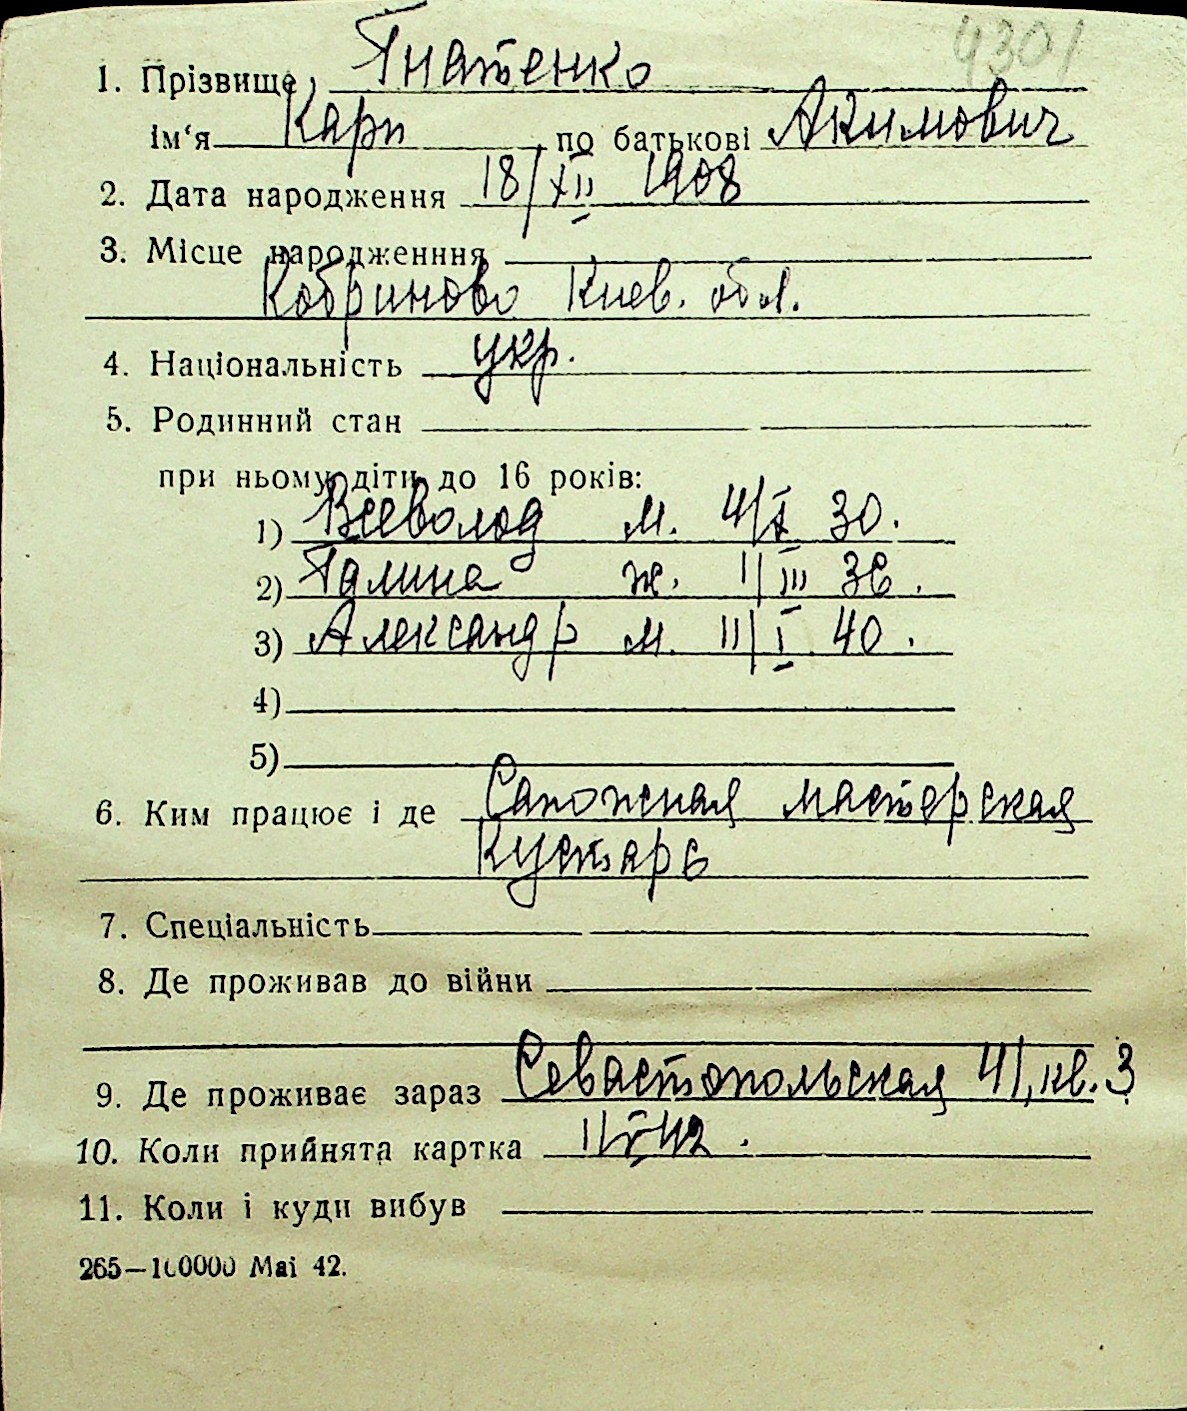 4301
1. Прізвище Гнатенко
ім‘я Карп по батькові Акимович
2. Дата народження 18/XII 1908
3. Місце народженння
Кобриново Киев. обл.
4. Національність укр.
5. Родинний стан
при ньому діти до 16 років:
1) Всеволод м. 4/X 30.
2) Галина ж. 1/III 36.
3) Александр м. 11/I 40.
4)
5)
6. Ким працює і де Сапожная мастерская
Кустарь
7. Спеціальність
8. Де проживав до війни
9. Де проживає зараз Севастопольская 41, кв. 3
10. Коли прийнята картка
11. Коли і куди вибув
265—100000 Mai 42.